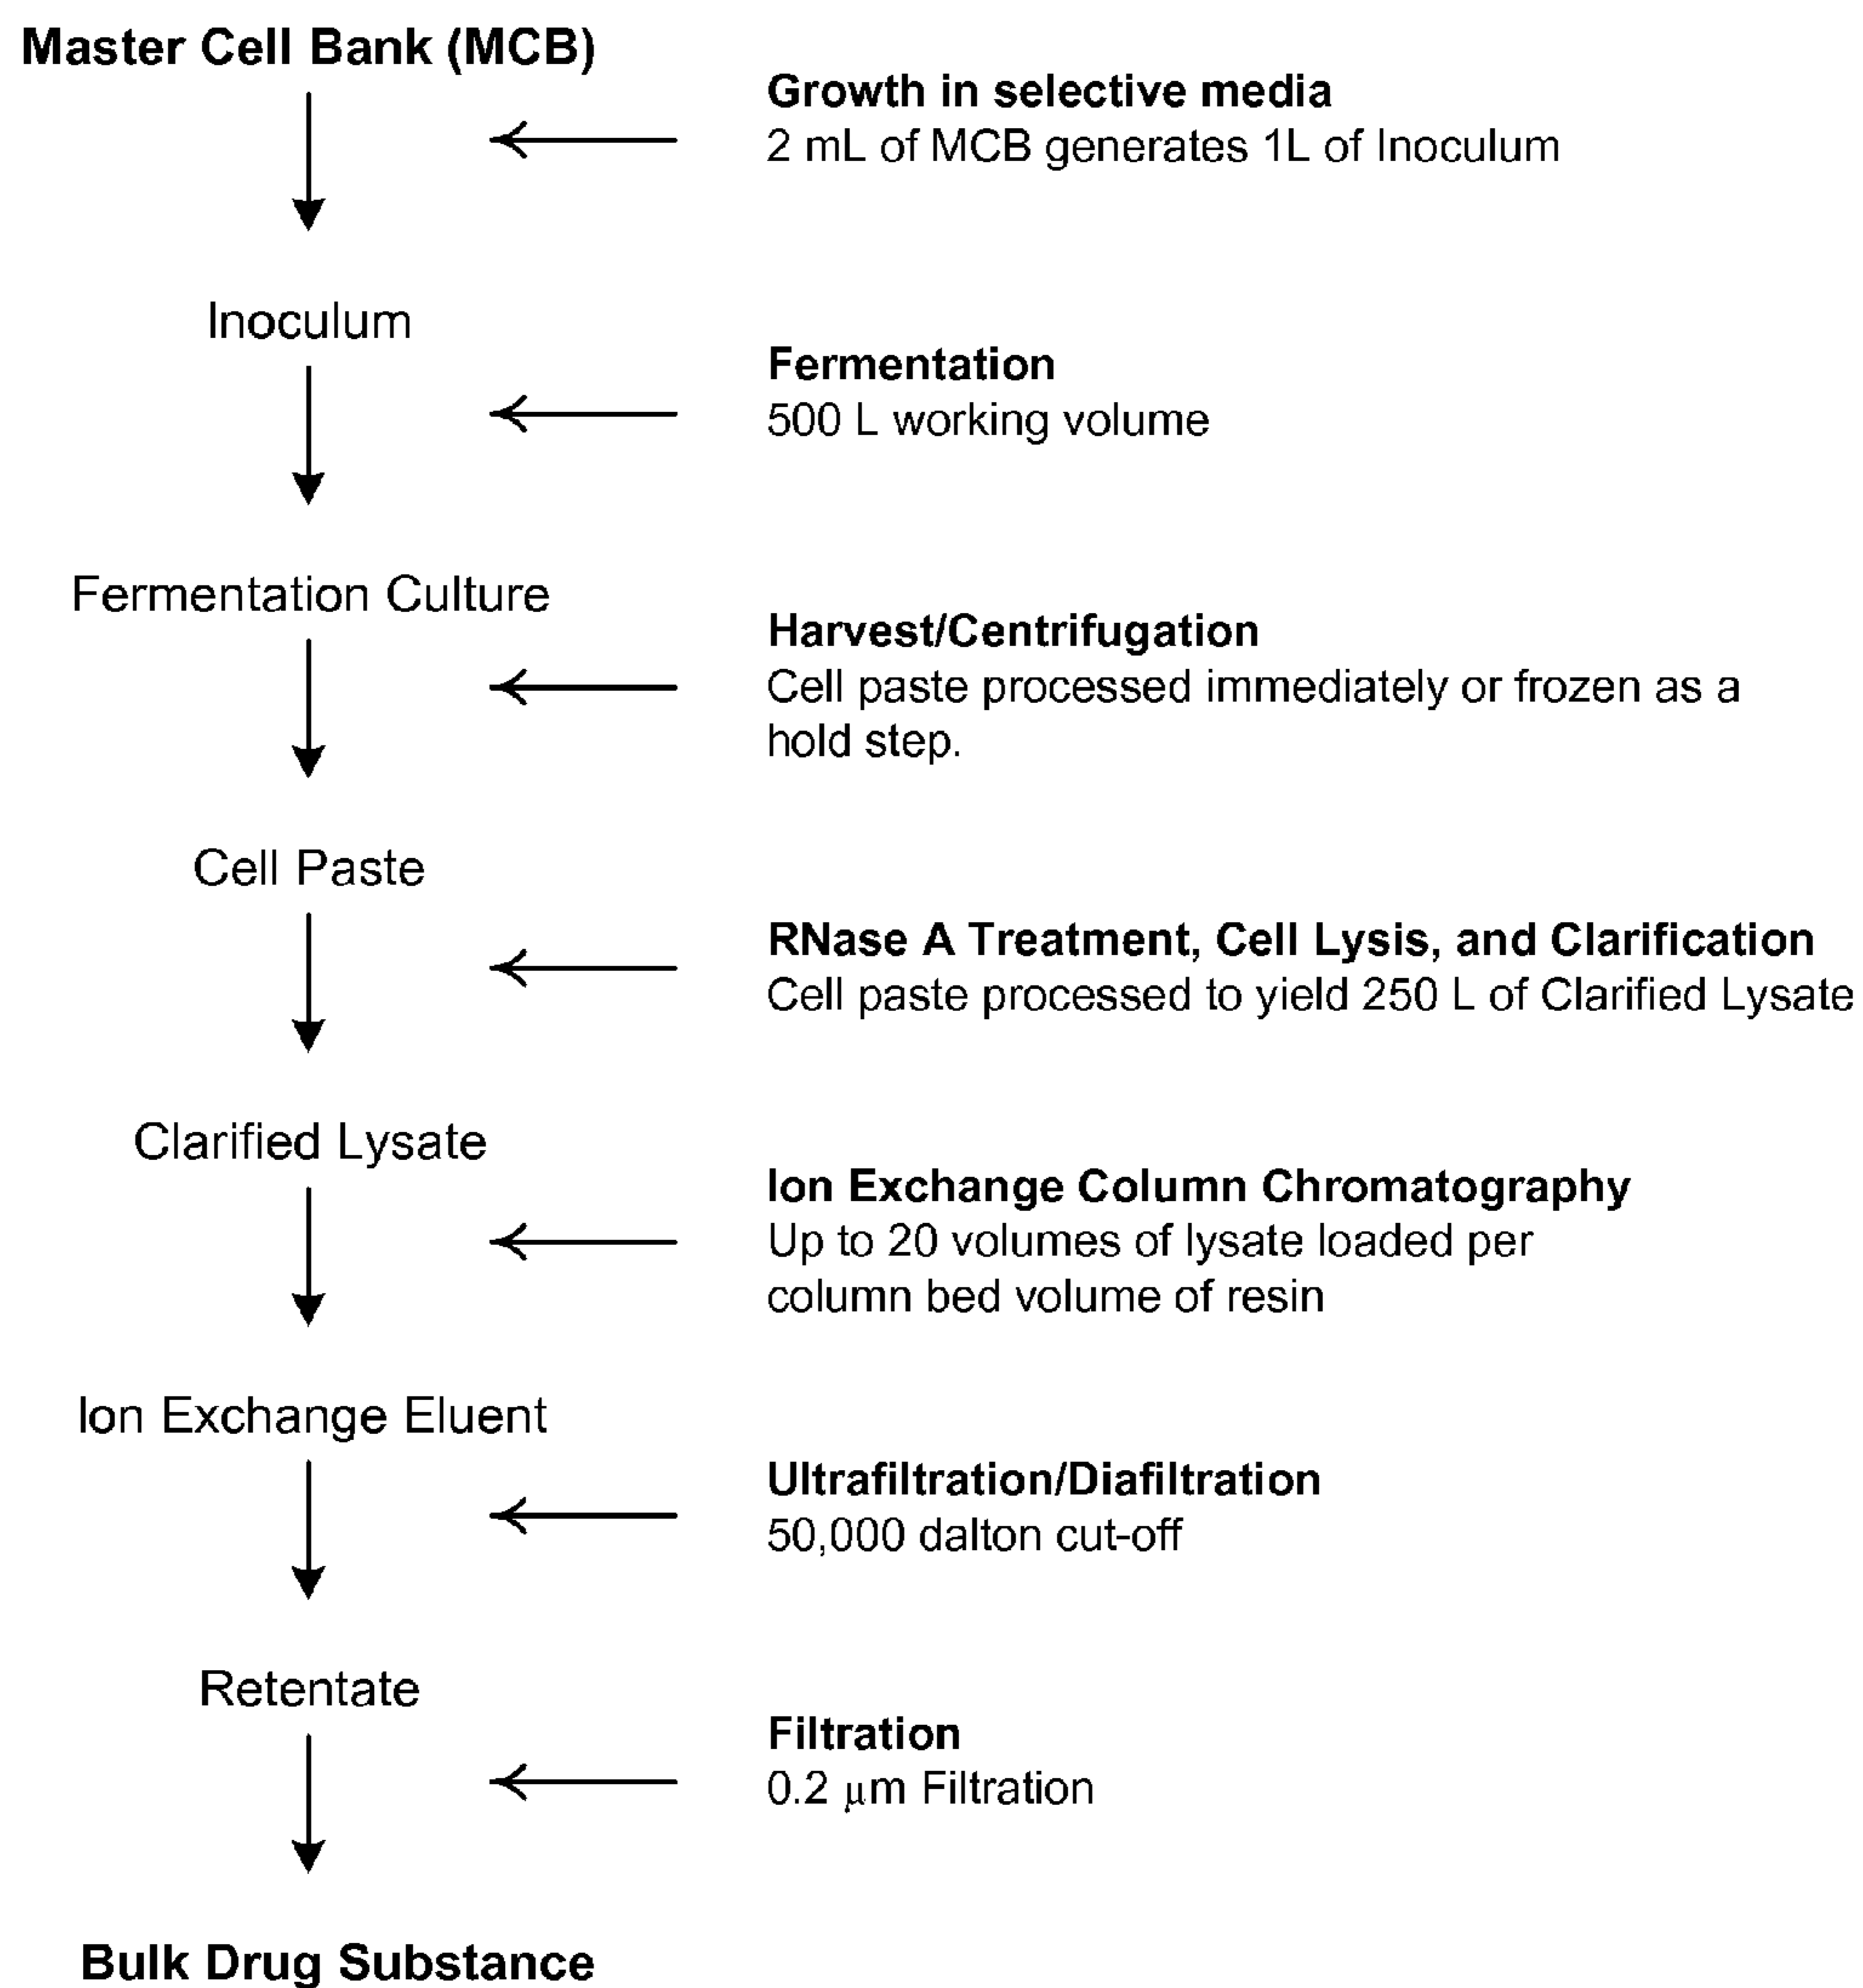 Master Cell Bank (MCB)
Growth in selective media
2 mL of MCB generates 1L of Inoculum
Inoculum
Fermentation
500 L working volume
Fermentation Culture
Harvest/Centrifugation
Cell paste processed immediately or frozen as a
hold step.
Cell Paste
RNase A Treatment, Cell Lysis, and Clarification
Cell paste processed to yield 250 L of Clarified Lysate
Clarified Lysate
Ion Exchange Column Chromatography
Up to 20 volumes of lysate loaded per
column bed volume of resin
Ion Exchange Eluent
Ultrafiltration/Diafiltration
50,000 dalton cut-off
Retentate
Filtration
0.2 μm Filtration
Bulk Drug Substance